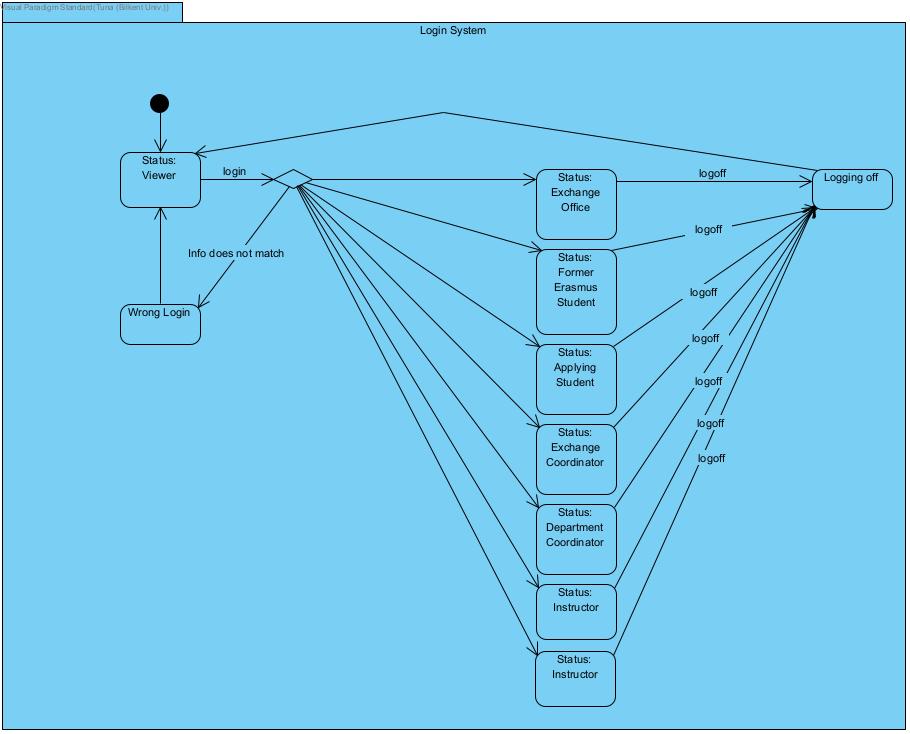 Visual Paradigm Standard(Tuna (Bilkent Univ.))
Login System
Status:
Viewer
login
Info does not match
Wrong Login
Status:
Exchange
Office
logoff
Logging off
Status:
Former
Erasmus
Student
logoff
Status:
Applying
Student
logoff
Status:
Exchange
Coordinator
logoff
Status:
Department
Coordinator
logoff
Status:
Instructor
logoff
Status:
Instructor
logoff